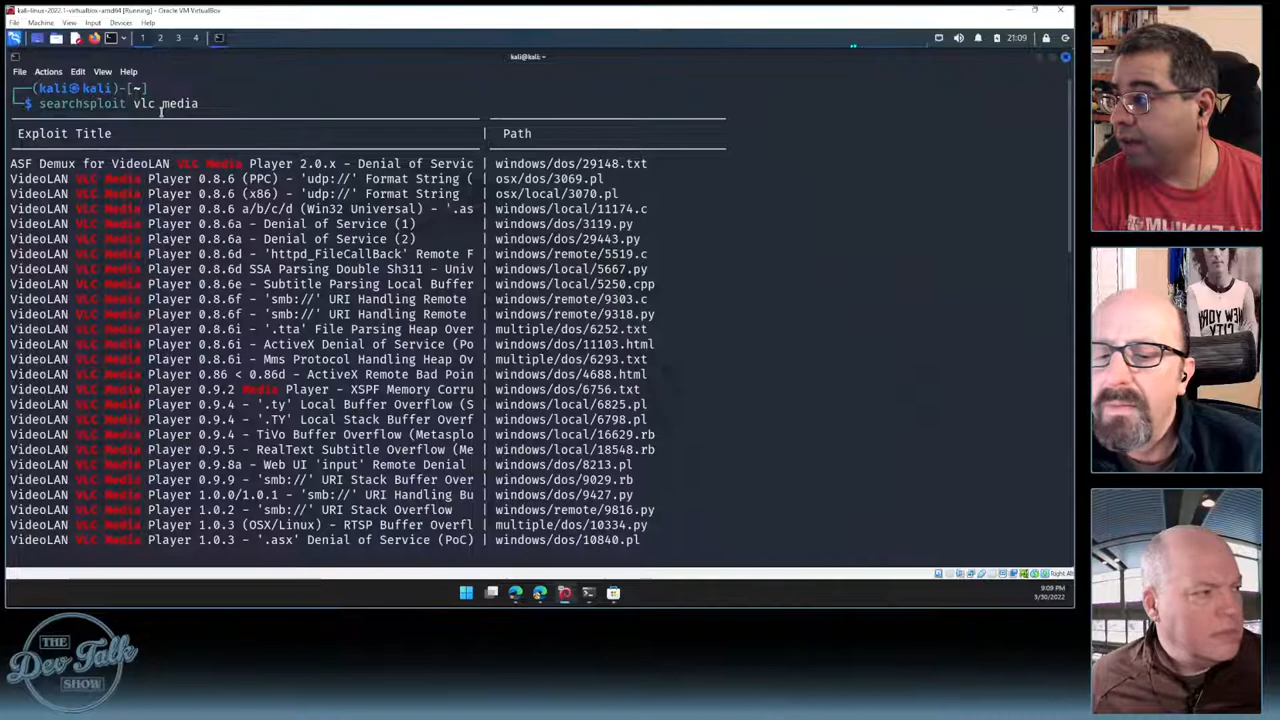 kali-linux-2022.1-virtualbox-amd64 [Running] - Oracle VM VirtualBox
File Machine View Input Devices Help
1 2 3 4
21:09
kali@kali: ~
File Actions Edit View Help
(kali㉿kali)-[~]
$ searchsploit vlc media
Exploit Title | Path
ASF Demux for VideoLAN VLC Media Player 2.0.x - Denial of Servic | windows/dos/29148.txt
VideoLAN VLC Media Player 0.8.6 (PPC) - 'udp://' Format String ( | osx/dos/3069.pl
VideoLAN VLC Media Player 0.8.6 (x86) - 'udp://' Format String | osx/local/3070.pl
VideoLAN VLC Media Player 0.8.6 a/b/c/d (Win32 Universal) - '.as | windows/local/11174.c
VideoLAN VLC Media Player 0.8.6a - Denial of Service (1) | windows/dos/3119.py
VideoLAN VLC Media Player 0.8.6a - Denial of Service (2) | windows/dos/29443.py
VideoLAN VLC Media Player 0.8.6d - 'httpd_FileCallBack' Remote F | windows/remote/5519.c
VideoLAN VLC Media Player 0.8.6d SSA Parsing Double Sh311 - Univ | windows/local/5667.py
VideoLAN VLC Media Player 0.8.6e - Subtitle Parsing Local Buffer | windows/local/5250.cpp
VideoLAN VLC Media Player 0.8.6f - 'smb://' URI Handling Remote | windows/remote/9303.c
VideoLAN VLC Media Player 0.8.6f - 'smb://' URI Handling Remote | windows/remote/9318.py
VideoLAN VLC Media Player 0.8.6i - '.tta' File Parsing Heap Over | multiple/dos/6252.txt
VideoLAN VLC Media Player 0.8.6i - ActiveX Denial of Service (Po | windows/dos/11103.html
VideoLAN VLC Media Player 0.8.6i - Mms Protocol Handling Heap Ov | multiple/dos/6293.txt
VideoLAN VLC Media Player 0.86 < 0.86d - ActiveX Remote Bad Poin | windows/dos/4688.html
VideoLAN VLC Media Player 0.9.2 Media Player - XSPF Memory Corru | windows/dos/6756.txt
VideoLAN VLC Media Player 0.9.4 - '.ty' Local Buffer Overflow (S | windows/local/6825.pl
VideoLAN VLC Media Player 0.9.4 - '.TY' Local Stack Buffer Overf | windows/local/6798.pl
VideoLAN VLC Media Player 0.9.4 - TiVo Buffer Overflow (Metasplo | windows/local/16629.rb
VideoLAN VLC Media Player 0.9.5 - RealText Subtitle Overflow (Me | windows/local/18548.rb
VideoLAN VLC Media Player 0.9.8a - Web UI 'input' Remote Denial | windows/dos/8213.pl
VideoLAN VLC Media Player 0.9.9 - 'smb://' URI Stack Buffer Over | windows/dos/9029.rb
VideoLAN VLC Media Player 1.0.0/1.0.1 - 'smb://' URI Handling Bu | windows/dos/9427.py
VideoLAN VLC Media Player 1.0.2 - 'smb://' URI Stack Overflow | windows/remote/9816.py
VideoLAN VLC Media Player 1.0.3 (OSX/Linux) - RTSP Buffer Overfl | multiple/dos/10334.py
VideoLAN VLC Media Player 1.0.3 - '.asx' Denial of Service (PoC) | windows/dos/10840.pl
Right Alt
9:09 PM
3/30/2022
THE
Dev Talk
SHOW
NEW
YORK
CITY